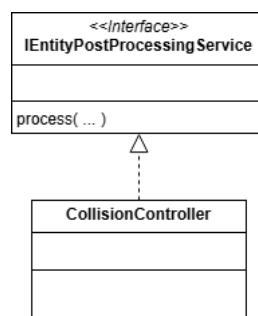 <<Interface>>
IEntityPostProcessingService
process( ... )
CollisionController